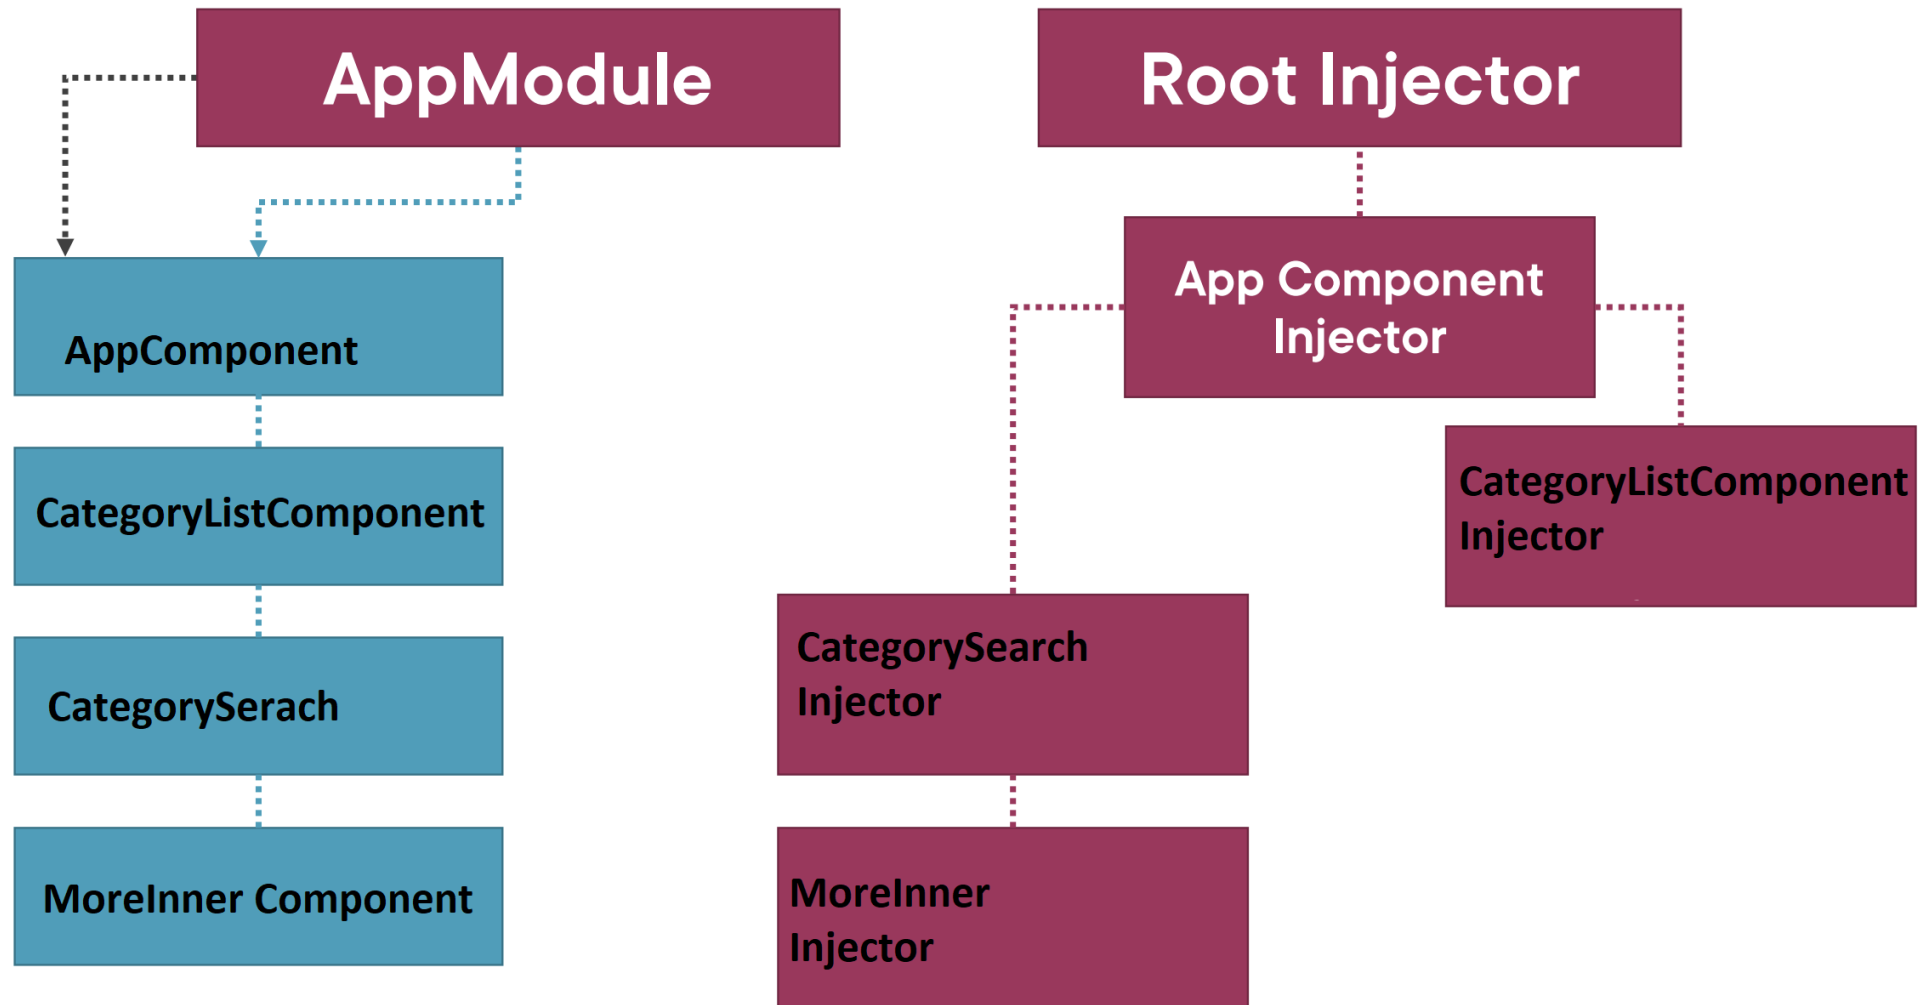 AppModule
AppComponent
CategoryListComponent
CategorySerach
MoreInner Component
Root Injector
App Component
Injector
CategoryListComponent
Injector
CategorySearch
Injector
MoreInner
Injector